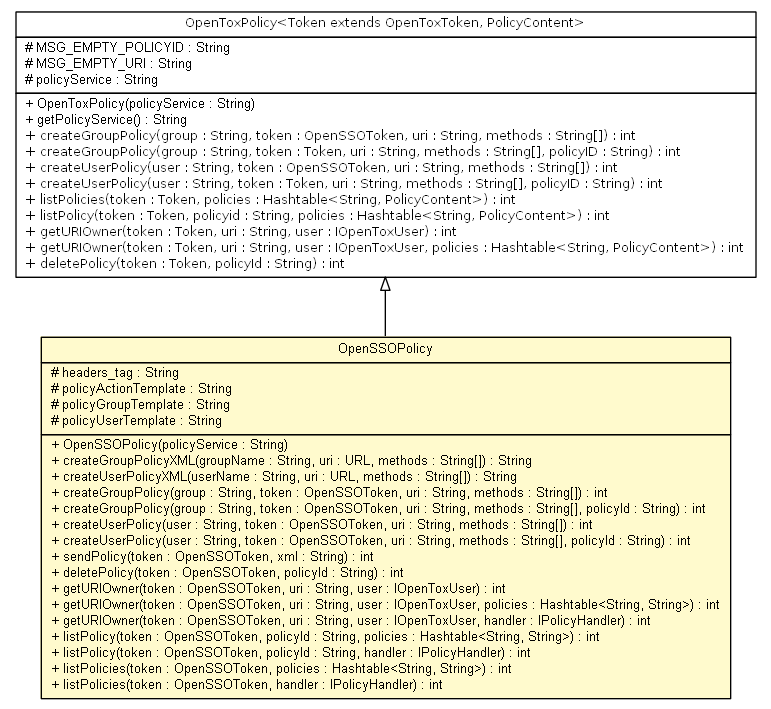 OpenToxPolicy<Token extends OpenToxToken, PolicyContent>
# MSG_EMPTY_POLICYID : String
# MSG_EMPTY_URI : String
# policyService : String
+ OpenToxPolicy(policyService : String)
+ getPolicyService() : String
+ createGroupPolicy(group : String, token : OpenSSOToken, uri : String, methods : String[]) : int
+ createGroupPolicy(group : String, token : Token, uri : String, methods : String[], policyID : String) : int
+ createUserPolicy(user : String, token : OpenSSOToken, uri : String, methods : String[]) : int
+ createUserPolicy(user : String, token : Token, uri : String, methods : String[], policyID : String) : int
+ listPolicies(token : Token, policies : Hashtable<String, PolicyContent>) : int
+ listPolicy(token : Token, policyid : String, policies : Hashtable<String, PolicyContent>) : int
+ getURIOwner(token : Token, uri : String, user : IOpenToxUser) : int
+ getURIOwner(token : Token, uri : String, user : IOpenToxUser, policies : Hashtable<String, PolicyContent>) : int
+ deletePolicy(token : Token, policyId : String) : int
OpenSSOPolicy
# headers_tag : String
# policyActionTemplate : String
# policyGroupTemplate : String
# policyUserTemplate : String
+ OpenSSOPolicy(policyService : String)
+ createGroupPolicyXML(groupName : String, uri : URL, methods : String[]) : String
+ createUserPolicyXML(userName : String, uri : URL, methods : String[]) : String
+ createGroupPolicy(group : String, token : OpenSSOToken, uri : String, methods : String[]) : int
+ createGroupPolicy(group : String, token : OpenSSOToken, uri : String, methods : String[], policyId : String) : int
+ createUserPolicy(user : String, token : OpenSSOToken, uri : String, methods : String[]) : int
+ createUserPolicy(user : String, token : OpenSSOToken, uri : String, methods : String[], policyId : String) : int
+ sendPolicy(token : OpenSSOToken, xml : String) : int
+ deletePolicy(token : OpenSSOToken, policyId : String) : int
+ getURIOwner(token : OpenSSOToken, uri : String, user : IOpenToxUser) : int
+ getURIOwner(token : OpenSSOToken, uri : String, user : IOpenToxUser, policies : Hashtable<String, String>) : int
+ getURIOwner(token : OpenSSOToken, uri : String, user : IOpenToxUser, handler : IPolicyHandler) : int
+ listPolicy(token : OpenSSOToken, policyId : String, policies : Hashtable<String, String>) : int
+ listPolicy(token : OpenSSOToken, policyId : String, handler : IPolicyHandler) : int
+ listPolicies(token : OpenSSOToken, policies : Hashtable<String, String>) : int
+ listPolicies(token : OpenSSOToken, handler : IPolicyHandler) : int